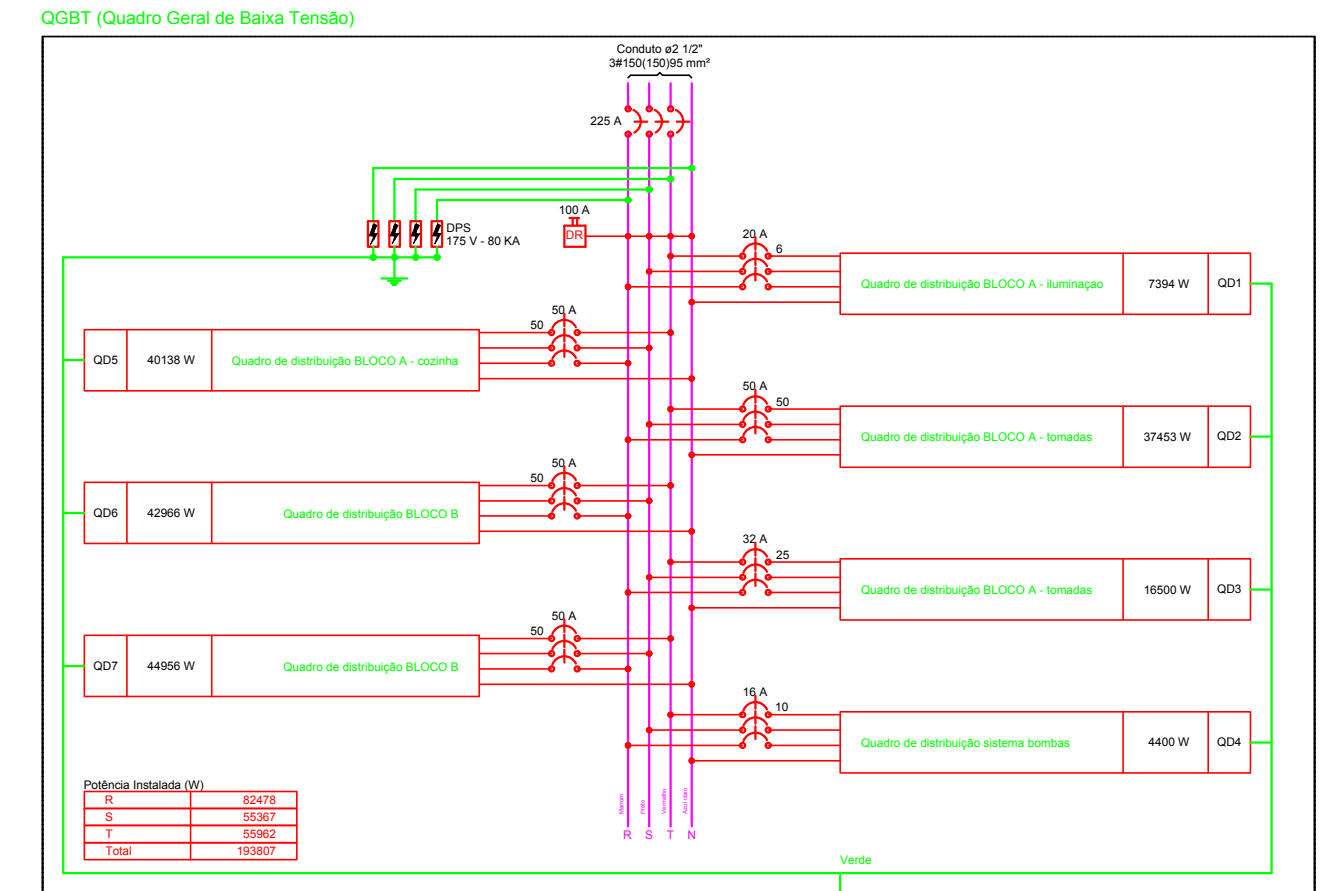 QGBT (Quadro Geral de Baixa Tensão)
Conduto ø2 1/2"
3#150(150)95 mm²
225 A
DPS
175 V - 80 KA
100 A
DR
20 A
6
Quadro de distribuição BLOCO A - iluminaçao
7394 W
QD1
50 A
50
QD5
40138 W
Quadro de distribuição BLOCO A - cozinha
50 A
50
Quadro de distribuição BLOCO A - tomadas
37453 W
QD2
50 A
50
QD6
42966 W
Quadro de distribuição BLOCO B
32 A
25
Quadro de distribuição BLOCO A - tomadas
16500 W
QD3
50 A
50
QD7
44956 W
Quadro de distribuição BLOCO B
16 A
10
Quadro de distribuição sistema bombas
4400 W
QD4
Potência Instalada (W)
R 82478
S 55367
T 55962
Total 193807
Marrom
Preto
Vermelho
Azul claro
R S T N
Verde